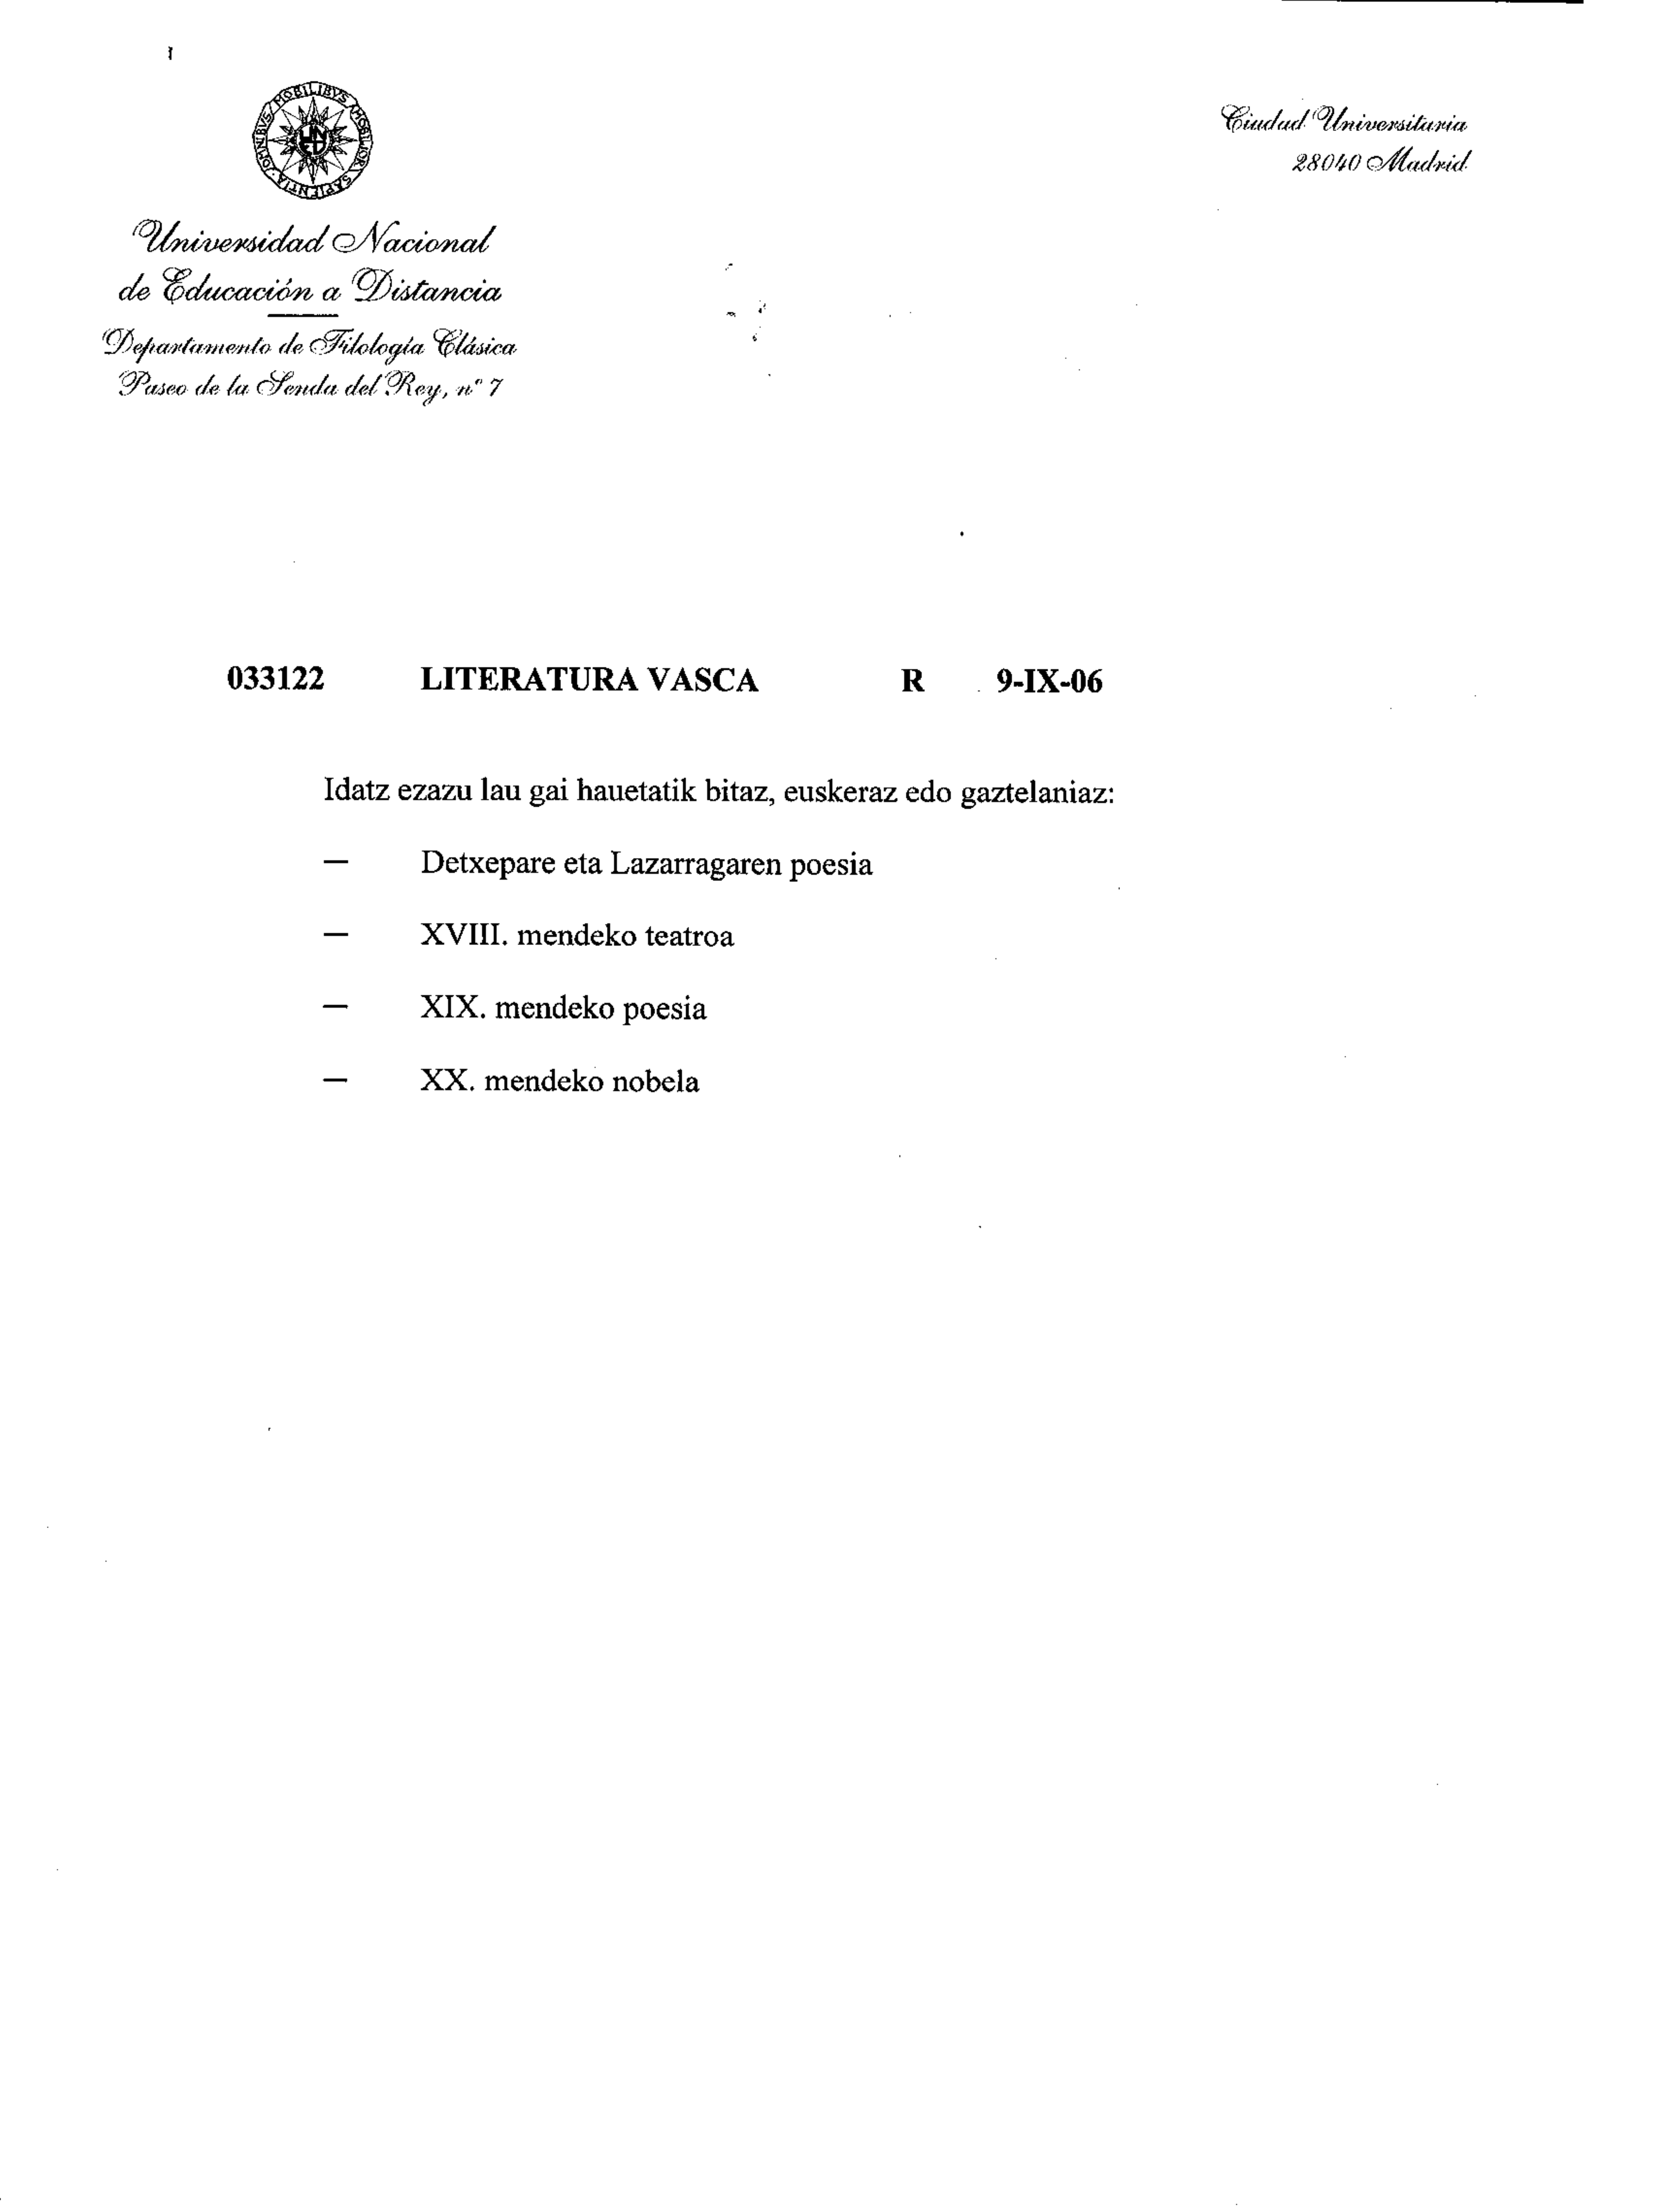 OMNIBVS MOBILIBVS MOBILIOR SAPIENTIA
UNED
Ciudad Universitaria
28040 Madrid
Universidad Nacional
de Educación a Distancia
Departamento de Filología Clásica
Paseo de la Senda del Rey, nº 7
033122 LITERATURA VASCA R 9-IX-06
Idatz ezazu lau gai hauetatik bitaz, euskeraz edo gaztelaniaz:
— Detxepare eta Lazarragaren poesia
— XVIII. mendeko teatroa
— XIX. mendeko poesia
— XX. mendeko nobela